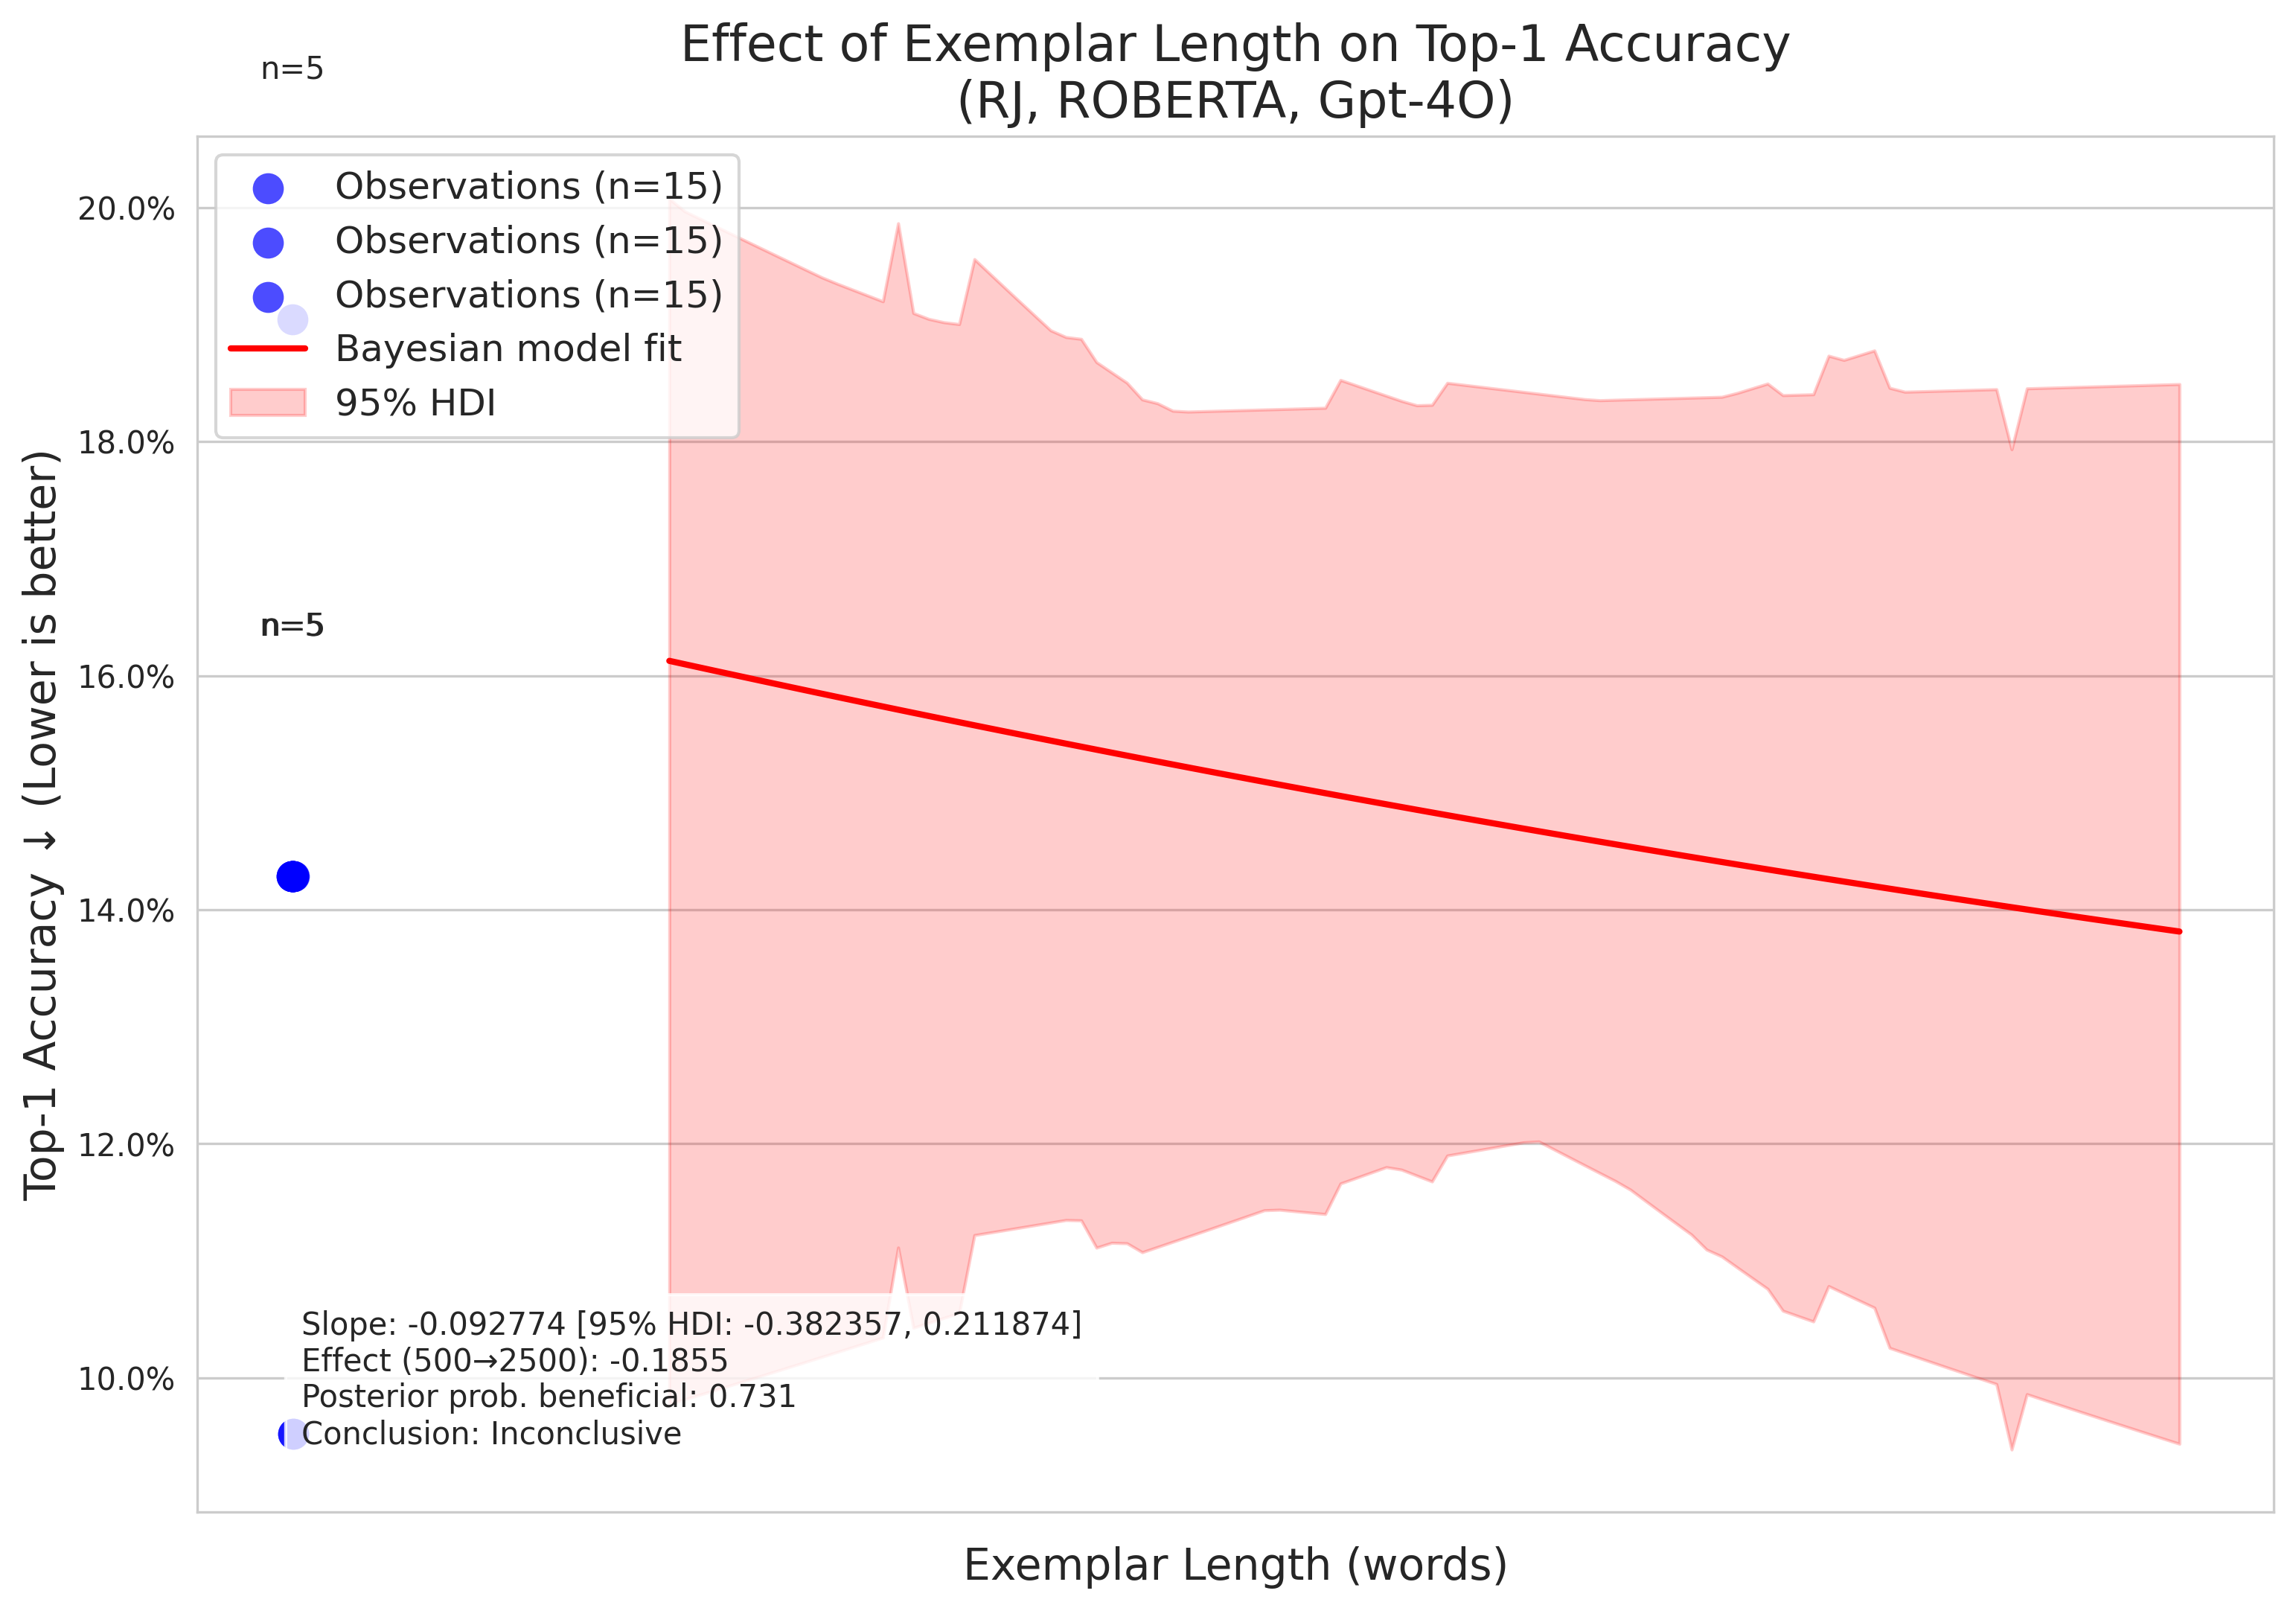 Effect of Exemplar Length on Top-1 Accuracy
(RJ, ROBERTA, Gpt-4O)
n=5
Observations (n=15)
Observations (n=15)
Observations (n=15)
Bayesian model fit
95% HDI
n=5
20.0%
18.0%
16.0%
14.0%
12.0%
10.0%
Top-1 Accuracy ↓ (Lower is better)
Slope: -0.092774 [95% HDI: -0.382357, 0.211874]
Effect (500→2500): -0.1855
Posterior prob. beneficial: 0.731
Conclusion: Inconclusive
Exemplar Length (words)